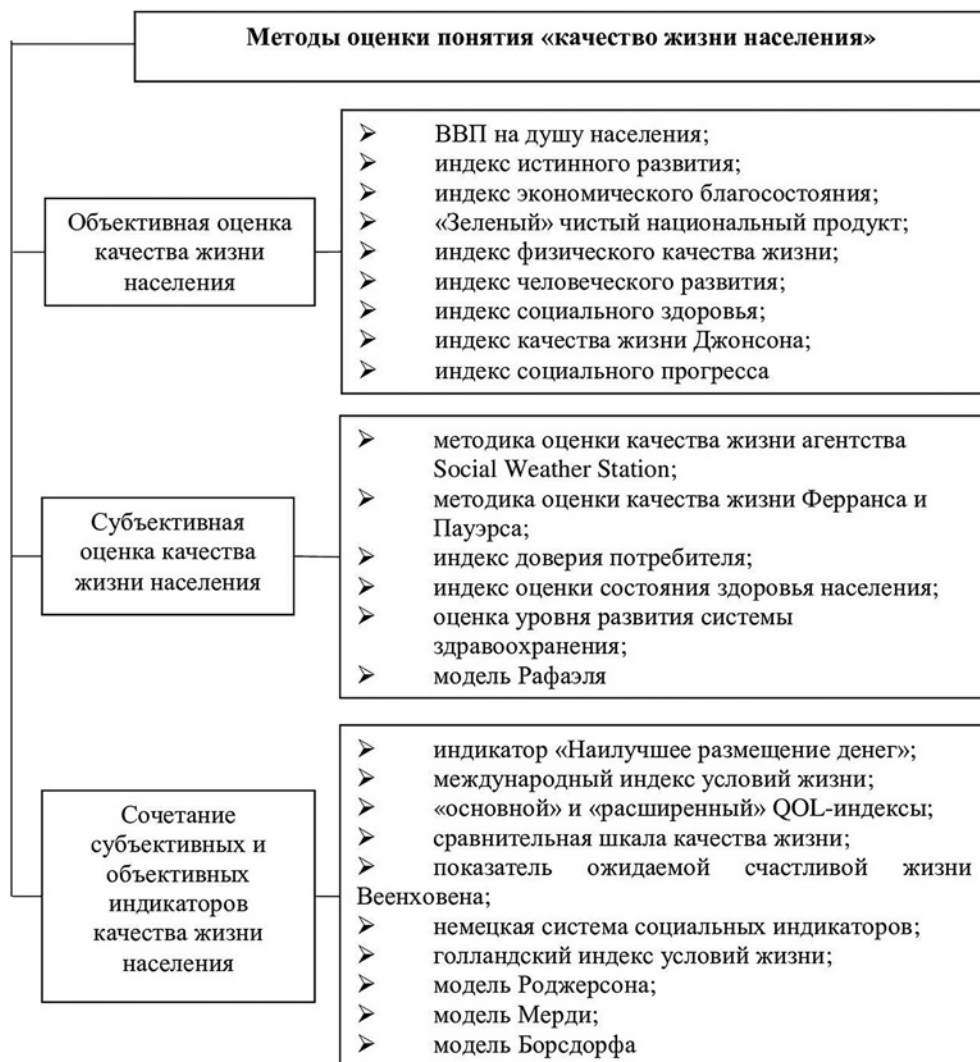 Методы оценки понятия «качество жизни населения»
Объективная оценка
качества жизни
населения
➢ ВВП на душу населения;
➢ индекс истинного развития;
➢ индекс экономического благосостояния;
➢ «Зеленый» чистый национальный продукт;
➢ индекс физического качества жизни;
➢ индекс человеческого развития;
➢ индекс социального здоровья;
➢ индекс качества жизни Джонсона;
➢ индекс социального прогресса
Субъективная
оценка качества
жизни населения
➢ методика оценки качества жизни агентства
Social Weather Station;
➢ методика оценки качества жизни Ферранса и
Пауэрса;
➢ индекс доверия потребителя;
➢ индекс оценки состояния здоровья населения;
➢ оценка уровня развития системы
здравоохранения;
➢ модель Рафаэля
Сочетание
субъективных и
объективных
индикаторов
качества жизни
населения
➢ индикатор «Наилучшее размещение денег»;
➢ международный индекс условий жизни;
➢ «основной» и «расширенный» QOL-индексы;
➢ сравнительная шкала качества жизни;
➢ показатель ожидаемой счастливой жизни
Веенховена;
➢ немецкая система социальных индикаторов;
➢ голландский индекс условий жизни;
➢ модель Роджерсона;
➢ модель Мерди;
➢ модель Борсдорфа